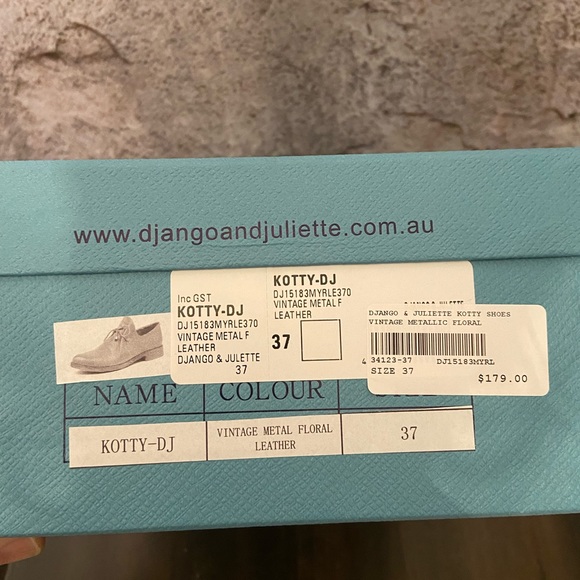 www.djangoandjuliette.com.au
Inc GST
KOTTY-DJ
DJ15183MYRLE370
VINTAGE METAL F
LEATHER
DJANGO & JULETTE
37
KOTTY-DJ
DJ15183MYRLE370
VINTAGE METAL F
LEATHER
37
DJANGO & JULIETTE KOTTY SHOES
VINTAGE METALLIC FLORAL
34123-37 DJ15183MYRL
SIZE 37
$179.00
NAME COLOUR
KOTTY-DJ VINTAGE METAL FLORAL LEATHER 37